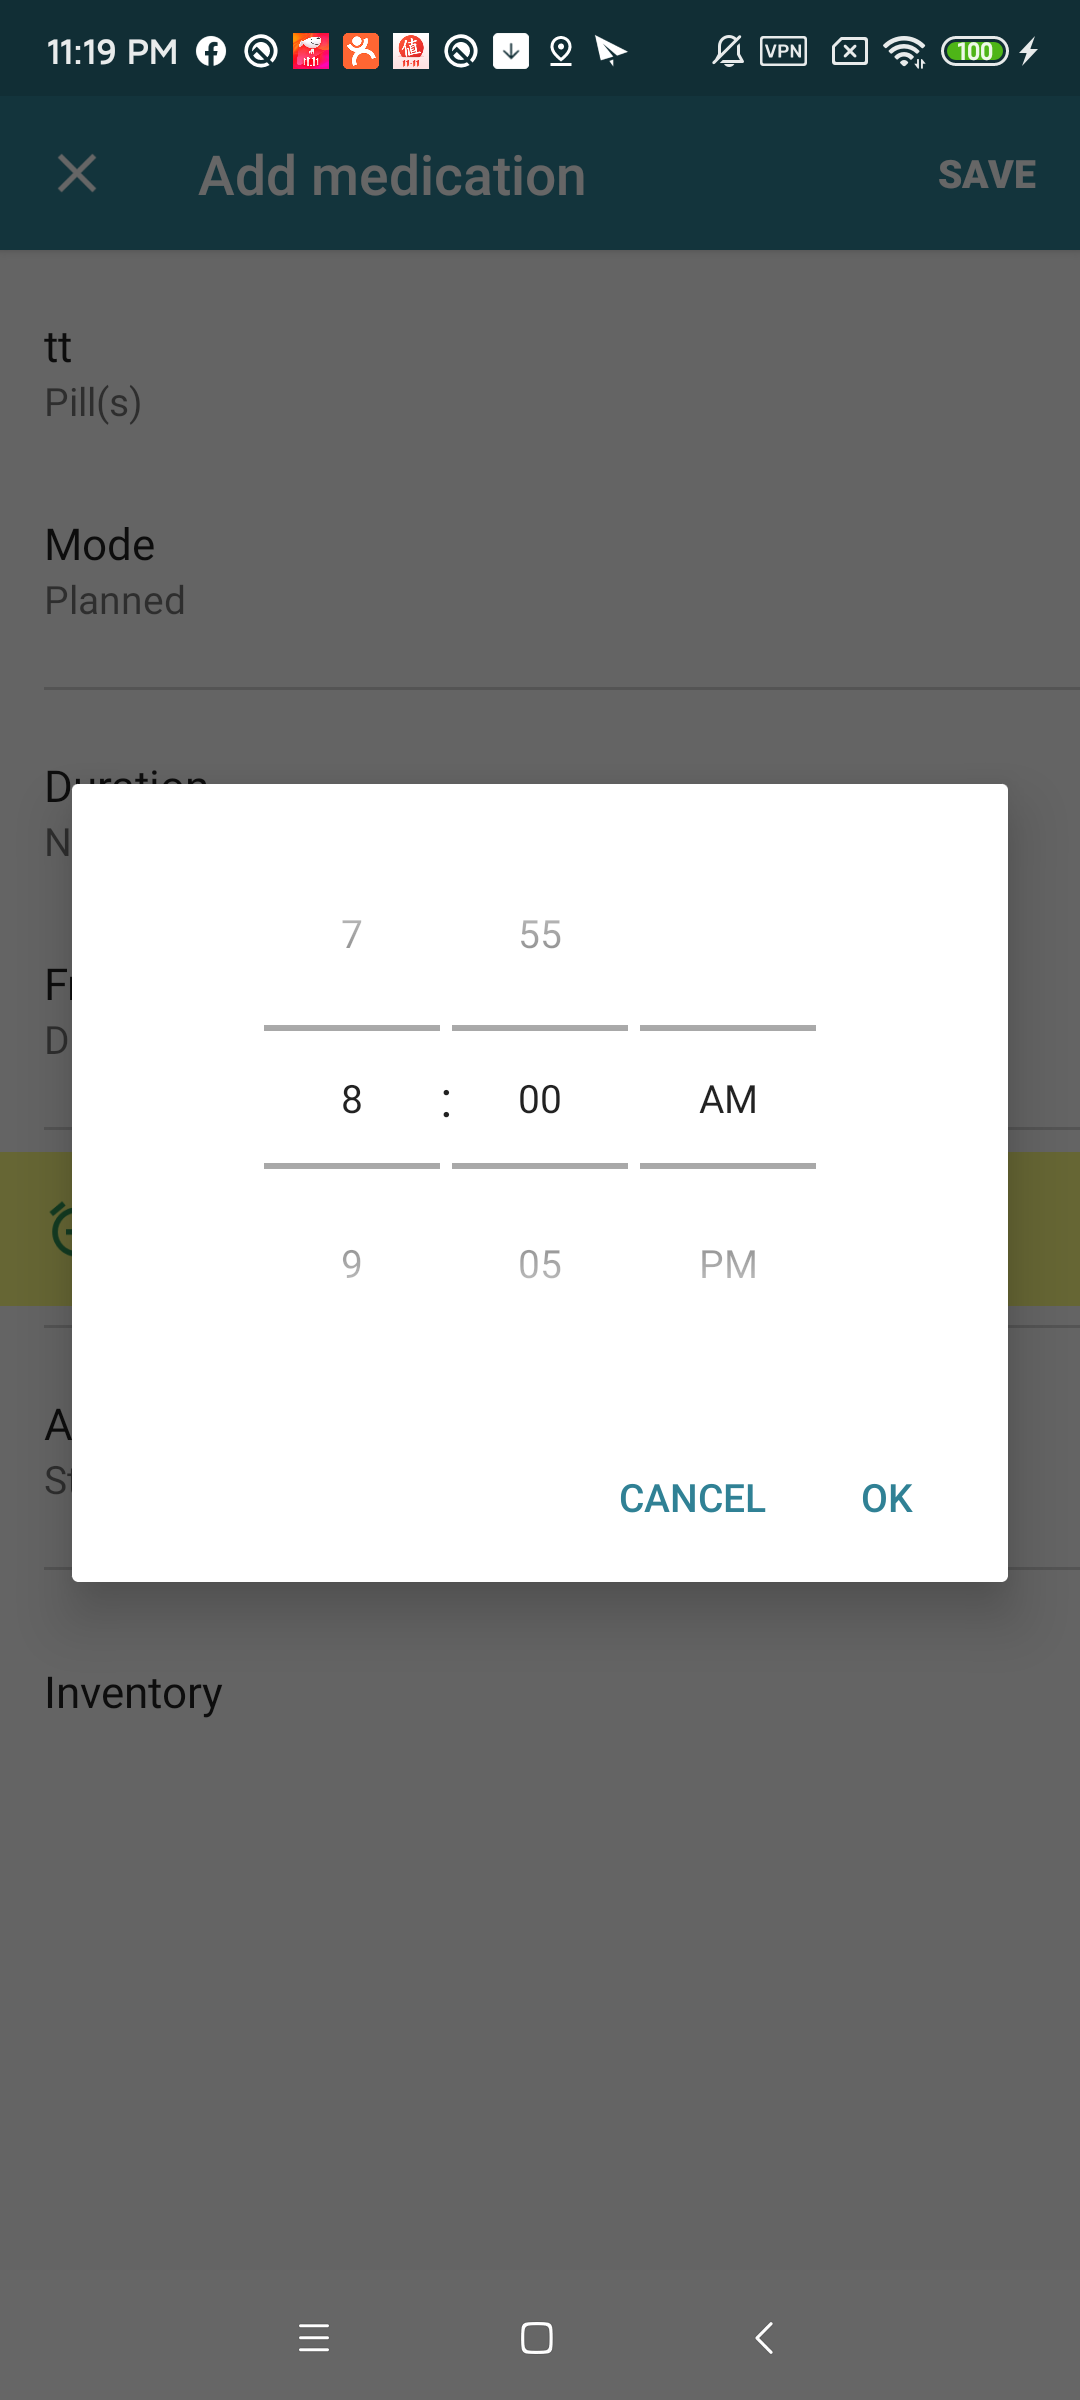 11:19 PM VPN 100
Add medication SAVE
tt
Pill(s)
Mode
Planned
7 55
8 : 00 AM
9 05 PM
CANCEL OK
Inventory